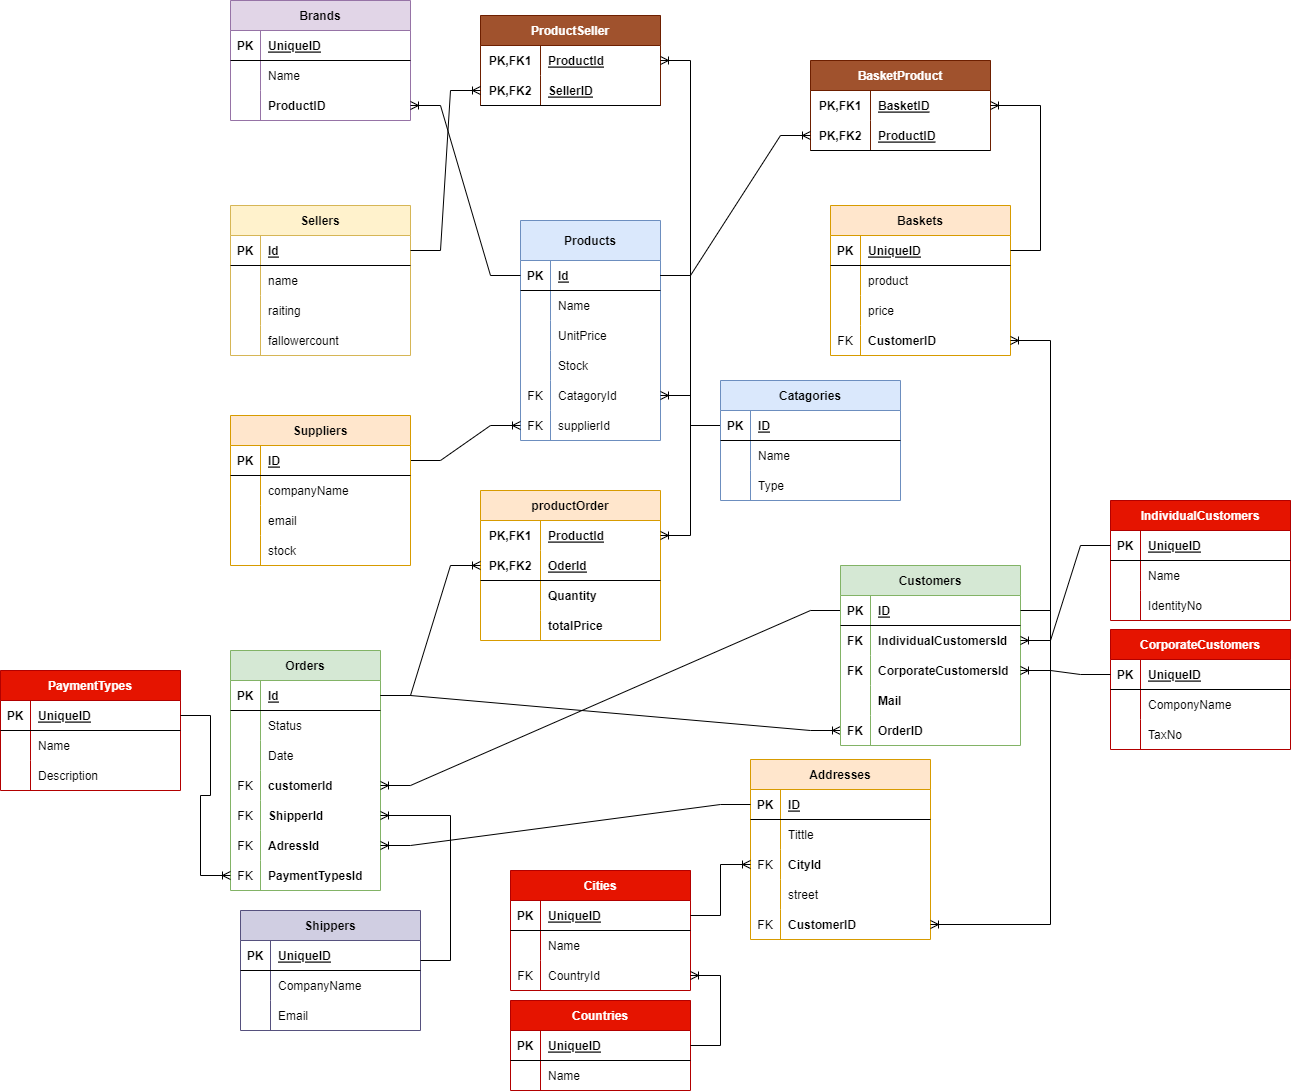 Brands
PK UniqueID
Name
ProductID
ProductSeller
PK,FK1 ProductId
PK,FK2 SellerID
BasketProduct
PK,FK1 BasketID
PK,FK2 ProductID
Sellers
PK Id
name
raiting
fallowercount
Products
PK Id
Name
UnitPrice
Stock
FK CatagoryId
FK supplierId
Baskets
PK UniqueID
product
price
FK CustomerID
Catagories
PK ID
Name
Type
Suppliers
PK ID
companyName
email
stock
productOrder
PK,FK1 ProductId
PK,FK2 OderId
Quantity
totalPrice
IndividualCustomers
PK UniqueID
Name
IdentityNo
Customers
PK ID
FK IndividualCustomersId
FK CorporateCustomersId
Mail
FK OrderID
CorporateCustomers
PK UniqueID
ComponyName
TaxNo
Orders
PK Id
Status
Date
FK customerId
FK ShipperId
FK AdressId
FK PaymentTypesId
PaymentTypes
PK UniqueID
Name
Description
Addresses
PK ID
Tittle
FK CityId
street
FK CustomerID
Cities
PK UniqueID
Name
FK CountryId
Shippers
PK UniqueID
CompanyName
Email
Countries
PK UniqueID
Name